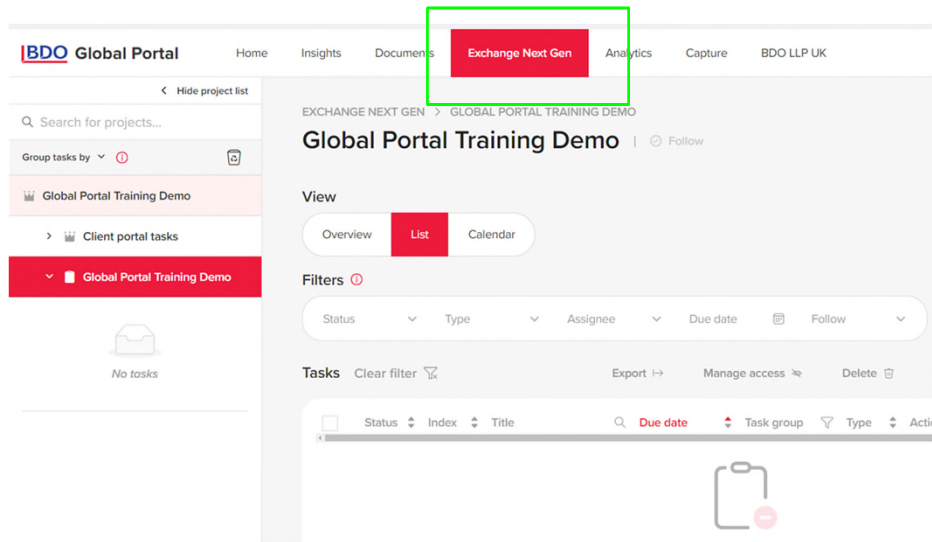 BDO Global Portal
Home Insights Documents Exchange Next Gen Analytics Capture BDO LLP UK
Hide project list
Search for projects...
Group tasks by
Global Portal Training Demo
Client portal tasks
Global Portal Training Demo
No tasks
EXCHANGE NEXT GEN > GLOBAL PORTAL TRAINING DEMO
Global Portal Training Demo | Follow
View
Overview List Calendar
Filters
Status Type Assignee Due date Follow
Tasks Clear filter Export Manage access Delete
Status Index Title Due date Task group Type Acti